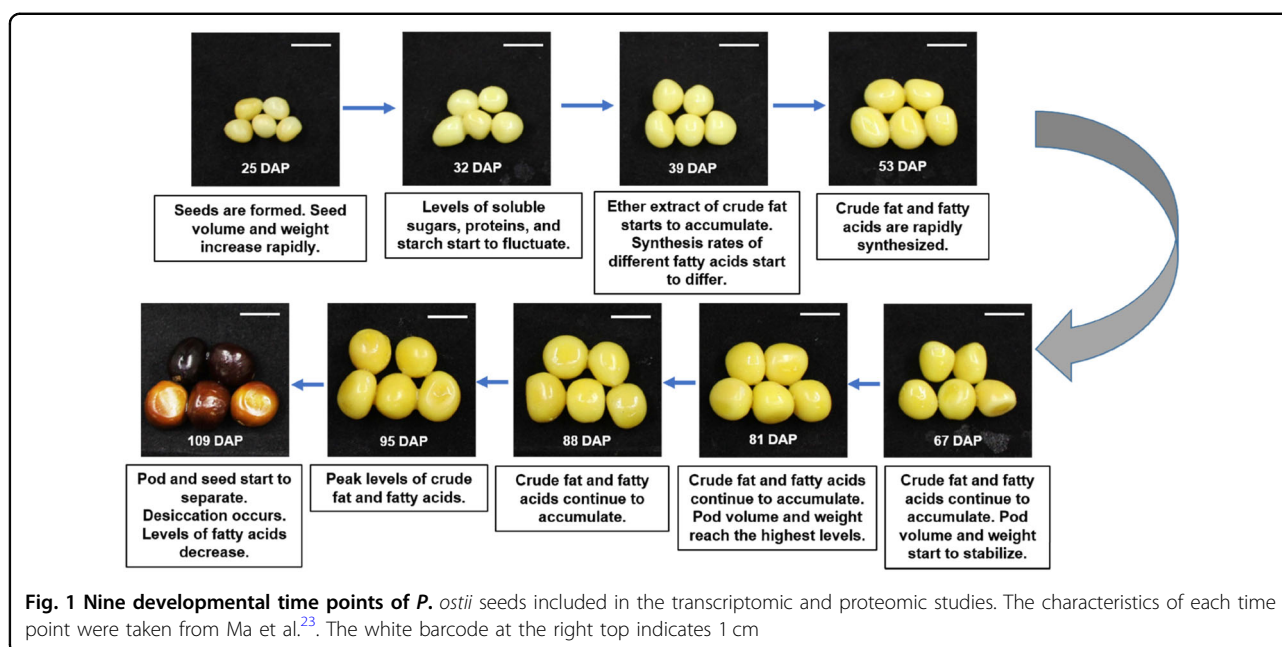 25 DAP
Seeds are formed. Seed
volume and weight
increase rapidly.
32 DAP
Levels of soluble
sugars, proteins, and
starch start to fluctuate.
39 DAP
Ether extract of crude fat
starts to accumulate.
Synthesis rates of
different fatty acids start
to differ.
53 DAP
Crude fat and fatty
acids are rapidly
synthesized.
67 DAP
Crude fat and fatty
acids continue to
accumulate. Pod
volume and weight
start to stabilize.
81 DAP
Crude fat and fatty acids
continue to accumulate.
Pod volume and weight
reach the highest levels.
88 DAP
Crude fat and fatty
acids continue to
accumulate.
95 DAP
Peak levels of crude
fat and fatty acids.
109 DAP
Pod and seed start to
separate.
Desiccation occurs.
Levels of fatty acids
decrease.
Fig. 1 Nine developmental time points of P. ostii seeds included in the transcriptomic and proteomic studies. The characteristics of each time
point were taken from Ma et al.23. The white barcode at the right top indicates 1 cm